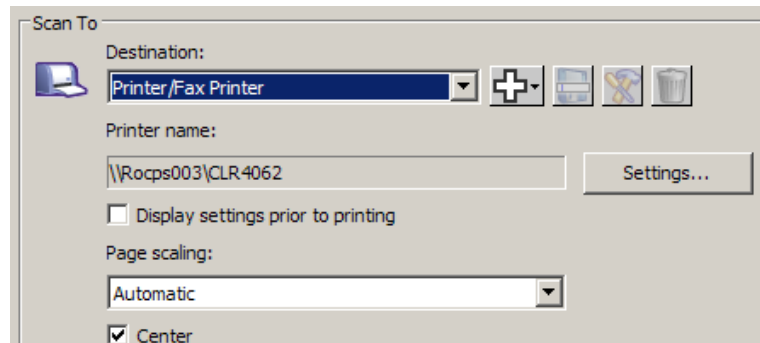 Scan To
Destination:
Printer/Fax Printer
Printer name:
\\Rocps003\CLR4062
Settings...
Display settings prior to printing
Page scaling:
Automatic
Center